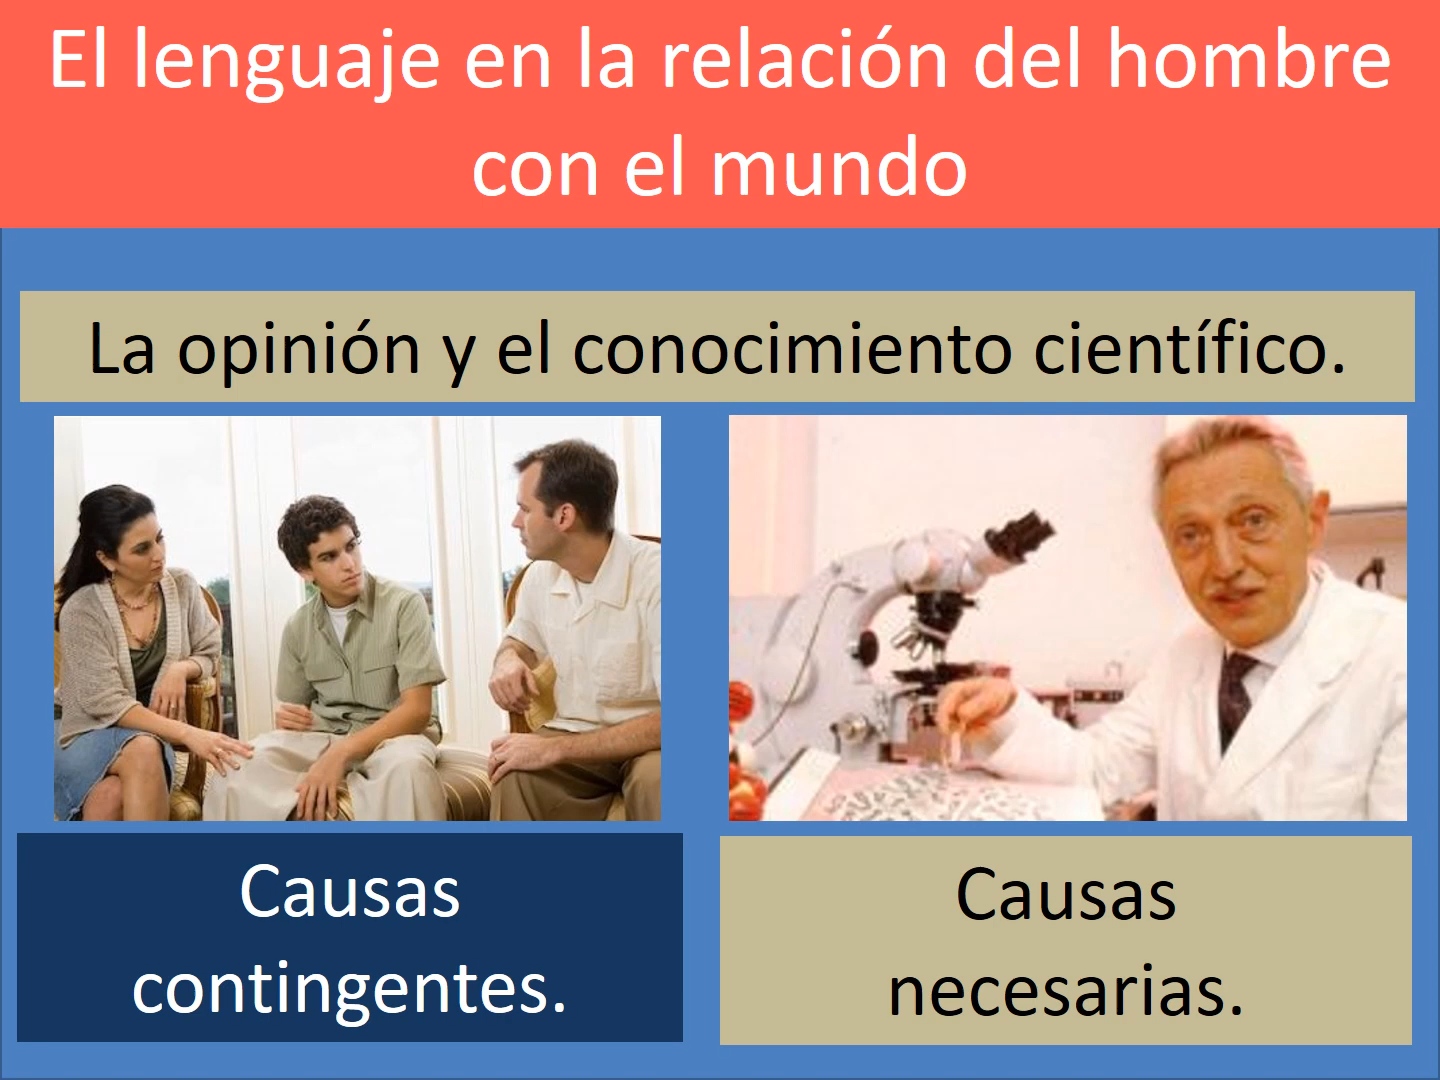 El lenguaje en la relación del hombre
con el mundo
La opinión y el conocimiento científico.
Causas
contingentes.
Causas
necesarias.